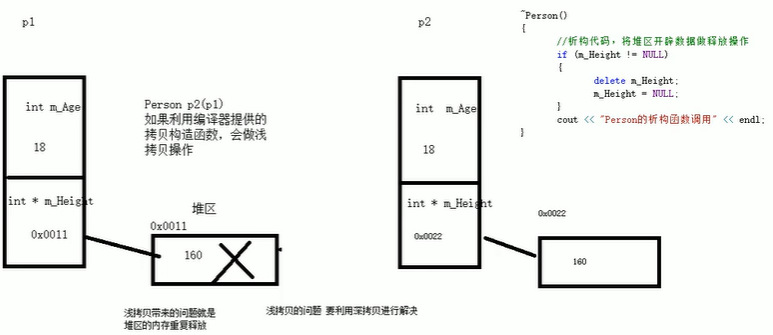 p1
int m_Age
18
int * m_Height
0x0011
Person p2(p1)
如果利用编译器提供的
拷贝构造函数，会做浅
拷贝操作
堆区
0x0011
160
浅拷贝带来的问题就是
堆区的内存重复释放
浅拷贝的问题 要利用深拷贝进行解决
p2
int m_Age
18
int * m_Height
0x0022
0x0022
160
~Person()
{
//析构代码，将堆区开辟数据做释放操作
if (m_Height != NULL)
{
delete m_Height;
m_Height = NULL;
}
cout << "Person的析构函数调用" << endl;
}